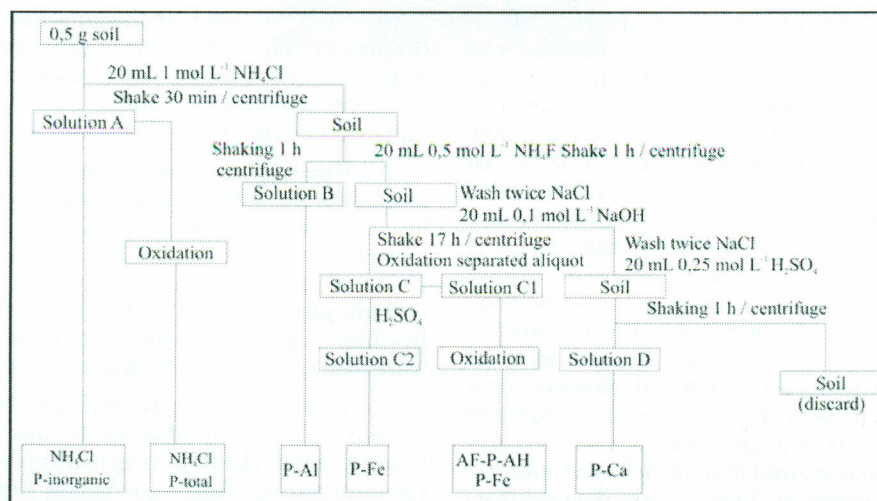 0,5 g soil
20 mL 1 mol L⁻¹ NH₄Cl
Shake 30 min / centrifuge
Solution A
Soil
Shaking 1 h
centrifuge
20 mL 0,5 mol L⁻¹ NH₄F Shake 1 h / centrifuge
Solution B
Soil
Wash twice NaCl
20 mL 0,1 mol L⁻¹ NaOH
Oxidation
Shake 17 h / centrifuge
Oxidation separated aliquot
Wash twice NaCl
20 mL 0,25 mol L⁻¹ H₂SO₄
Solution C
Solution C1
Soil
H₂SO₄
Shaking 1 h / centrifuge
Solution C2
Oxidation
Solution D
Soil
(discard)
NH₄Cl
P-inorganic
NH₄Cl
P-total
P-Al
P-Fe
AF-P-AH
P-Fe
P-Ca